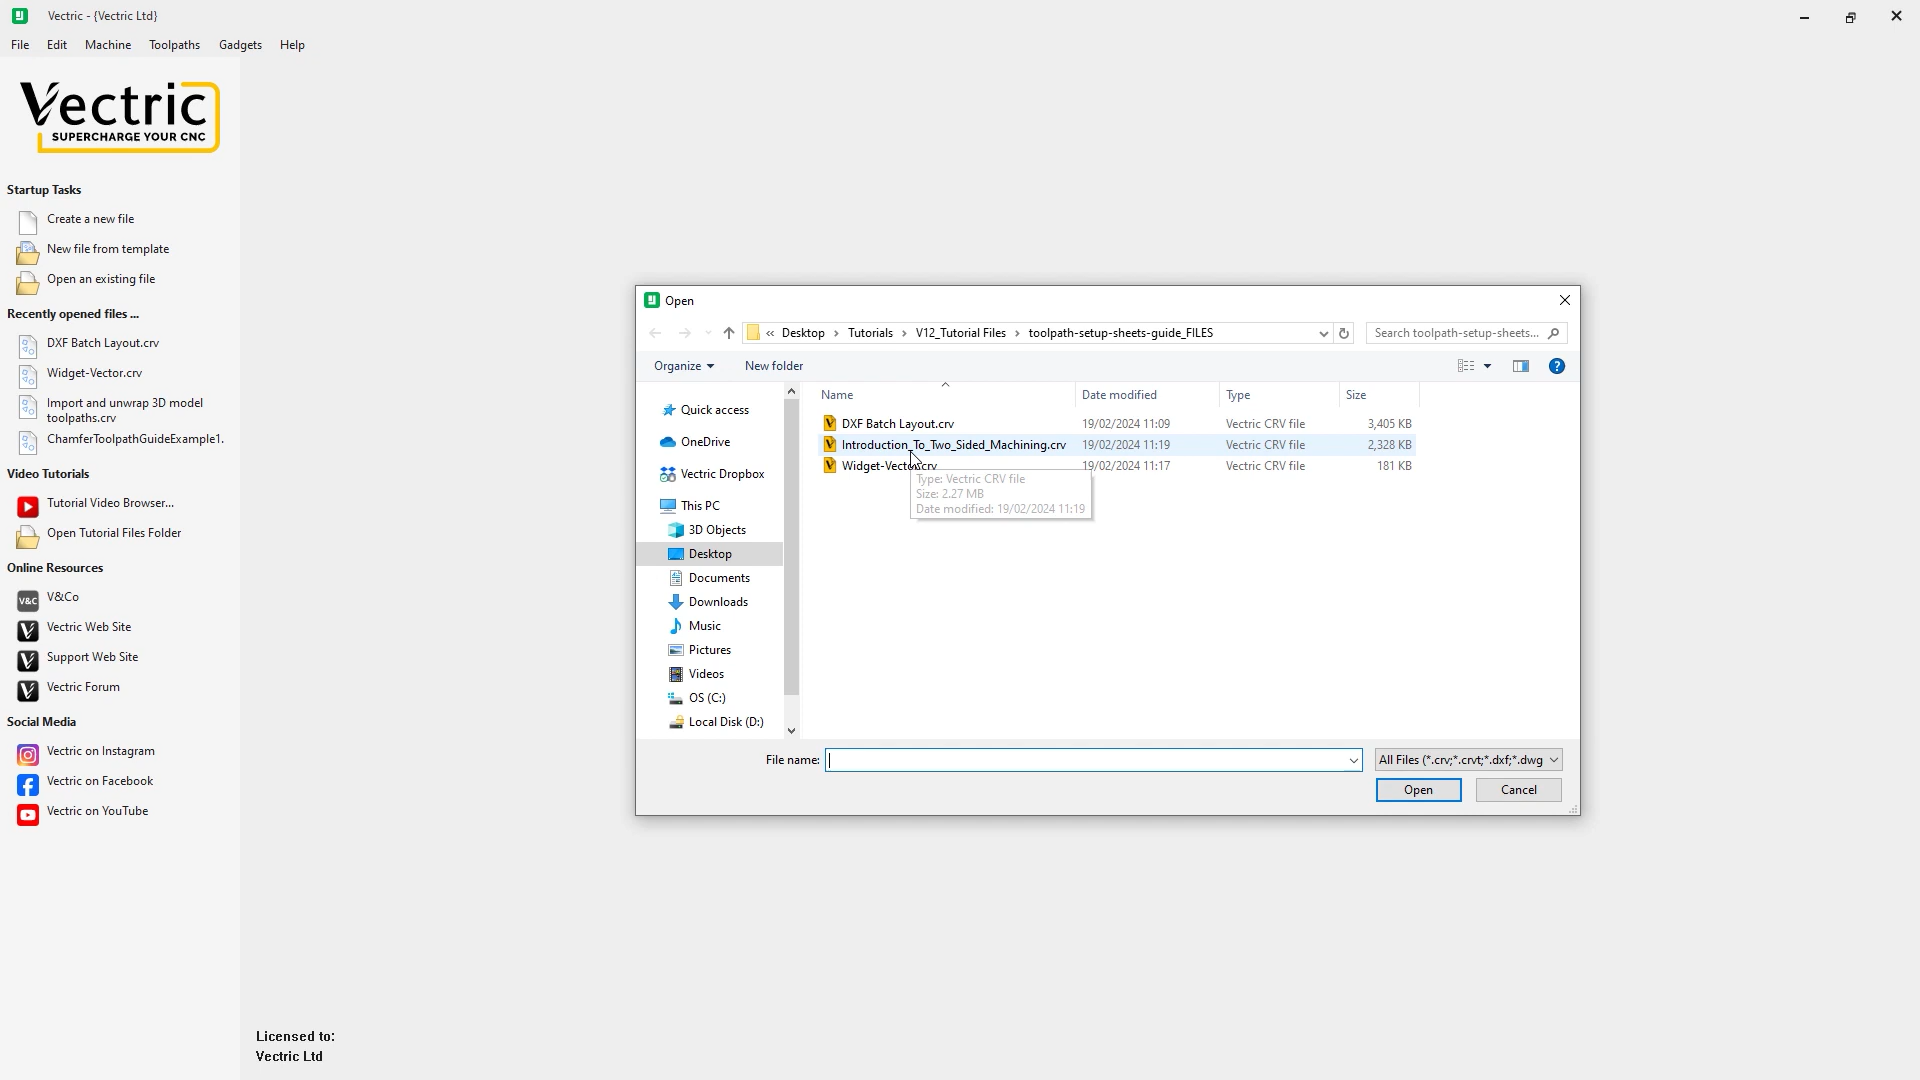 Vectric - {Vectric Ltd}
File Edit Machine Toolpaths Gadgets Help
Vectric
SUPERCHARGE YOUR CNC
Startup Tasks
Create a new file
New file from template
Open an existing file
Recently opened files ...
DXF Batch Layout.crv
Widget-Vector.crv
Import and unwrap 3D model
toolpaths.crv
ChamferToolpathGuideExample1.
Video Tutorials
Tutorial Video Browser...
Open Tutorial Files Folder
Online Resources
V&C V&Co
Vectric Web Site
Support Web Site
Vectric Forum
Social Media
Vectric on Instagram
Vectric on Facebook
Vectric on YouTube
Licensed to:
Vectric Ltd
Open
« Desktop › Tutorials › V12_Tutorial Files › toolpath-setup-sheets-guide_FILES
Search toolpath-setup-sheets...
Organize New folder
Quick access
OneDrive
Vectric Dropbox
This PC
3D Objects
Desktop
Documents
Downloads
Music
Pictures
Videos
OS (C:)
Local Disk (D:)
Name Date modified Type Size
DXF Batch Layout.crv 19/02/2024 11:09 Vectric CRV file 3,405 KB
Introduction_To_Two_Sided_Machining.crv 19/02/2024 11:19 Vectric CRV file 2,328 KB
Widget-Vector.crv 19/02/2024 11:17 Vectric CRV file 181 KB
Type: Vectric CRV file
Size: 2.27 MB
Date modified: 19/02/2024 11:19
File name:
All Files (*.crv;*.crvt;*.dxf;*.dwg
Open Cancel